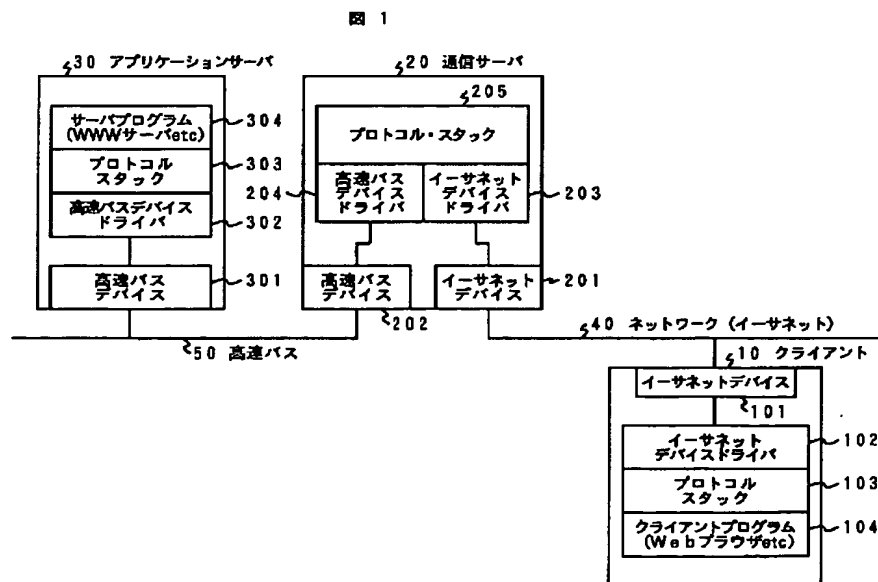 図 1
30 アプリケーションサーバ
サーバプログラム
(WWWサーバetc)
304
プロトコル
スタック
303
高速バスデバイス
ドライバ
302
高速バス
デバイス
301
20 通信サーバ
205
プロトコル・スタック
204
高速バス
デバイス
ドライバ
イーサネット
デバイス
ドライバ
203
高速バス
デバイス
202
イーサネット
デバイス
201
50 高速バス
40 ネットワーク (イーサネット)
10 クライアント
イーサネットデバイス
101
イーサネット
デバイスドライバ
102
プロトコル
スタック
103
クライアントプログラム
(Webブラウザetc)
104